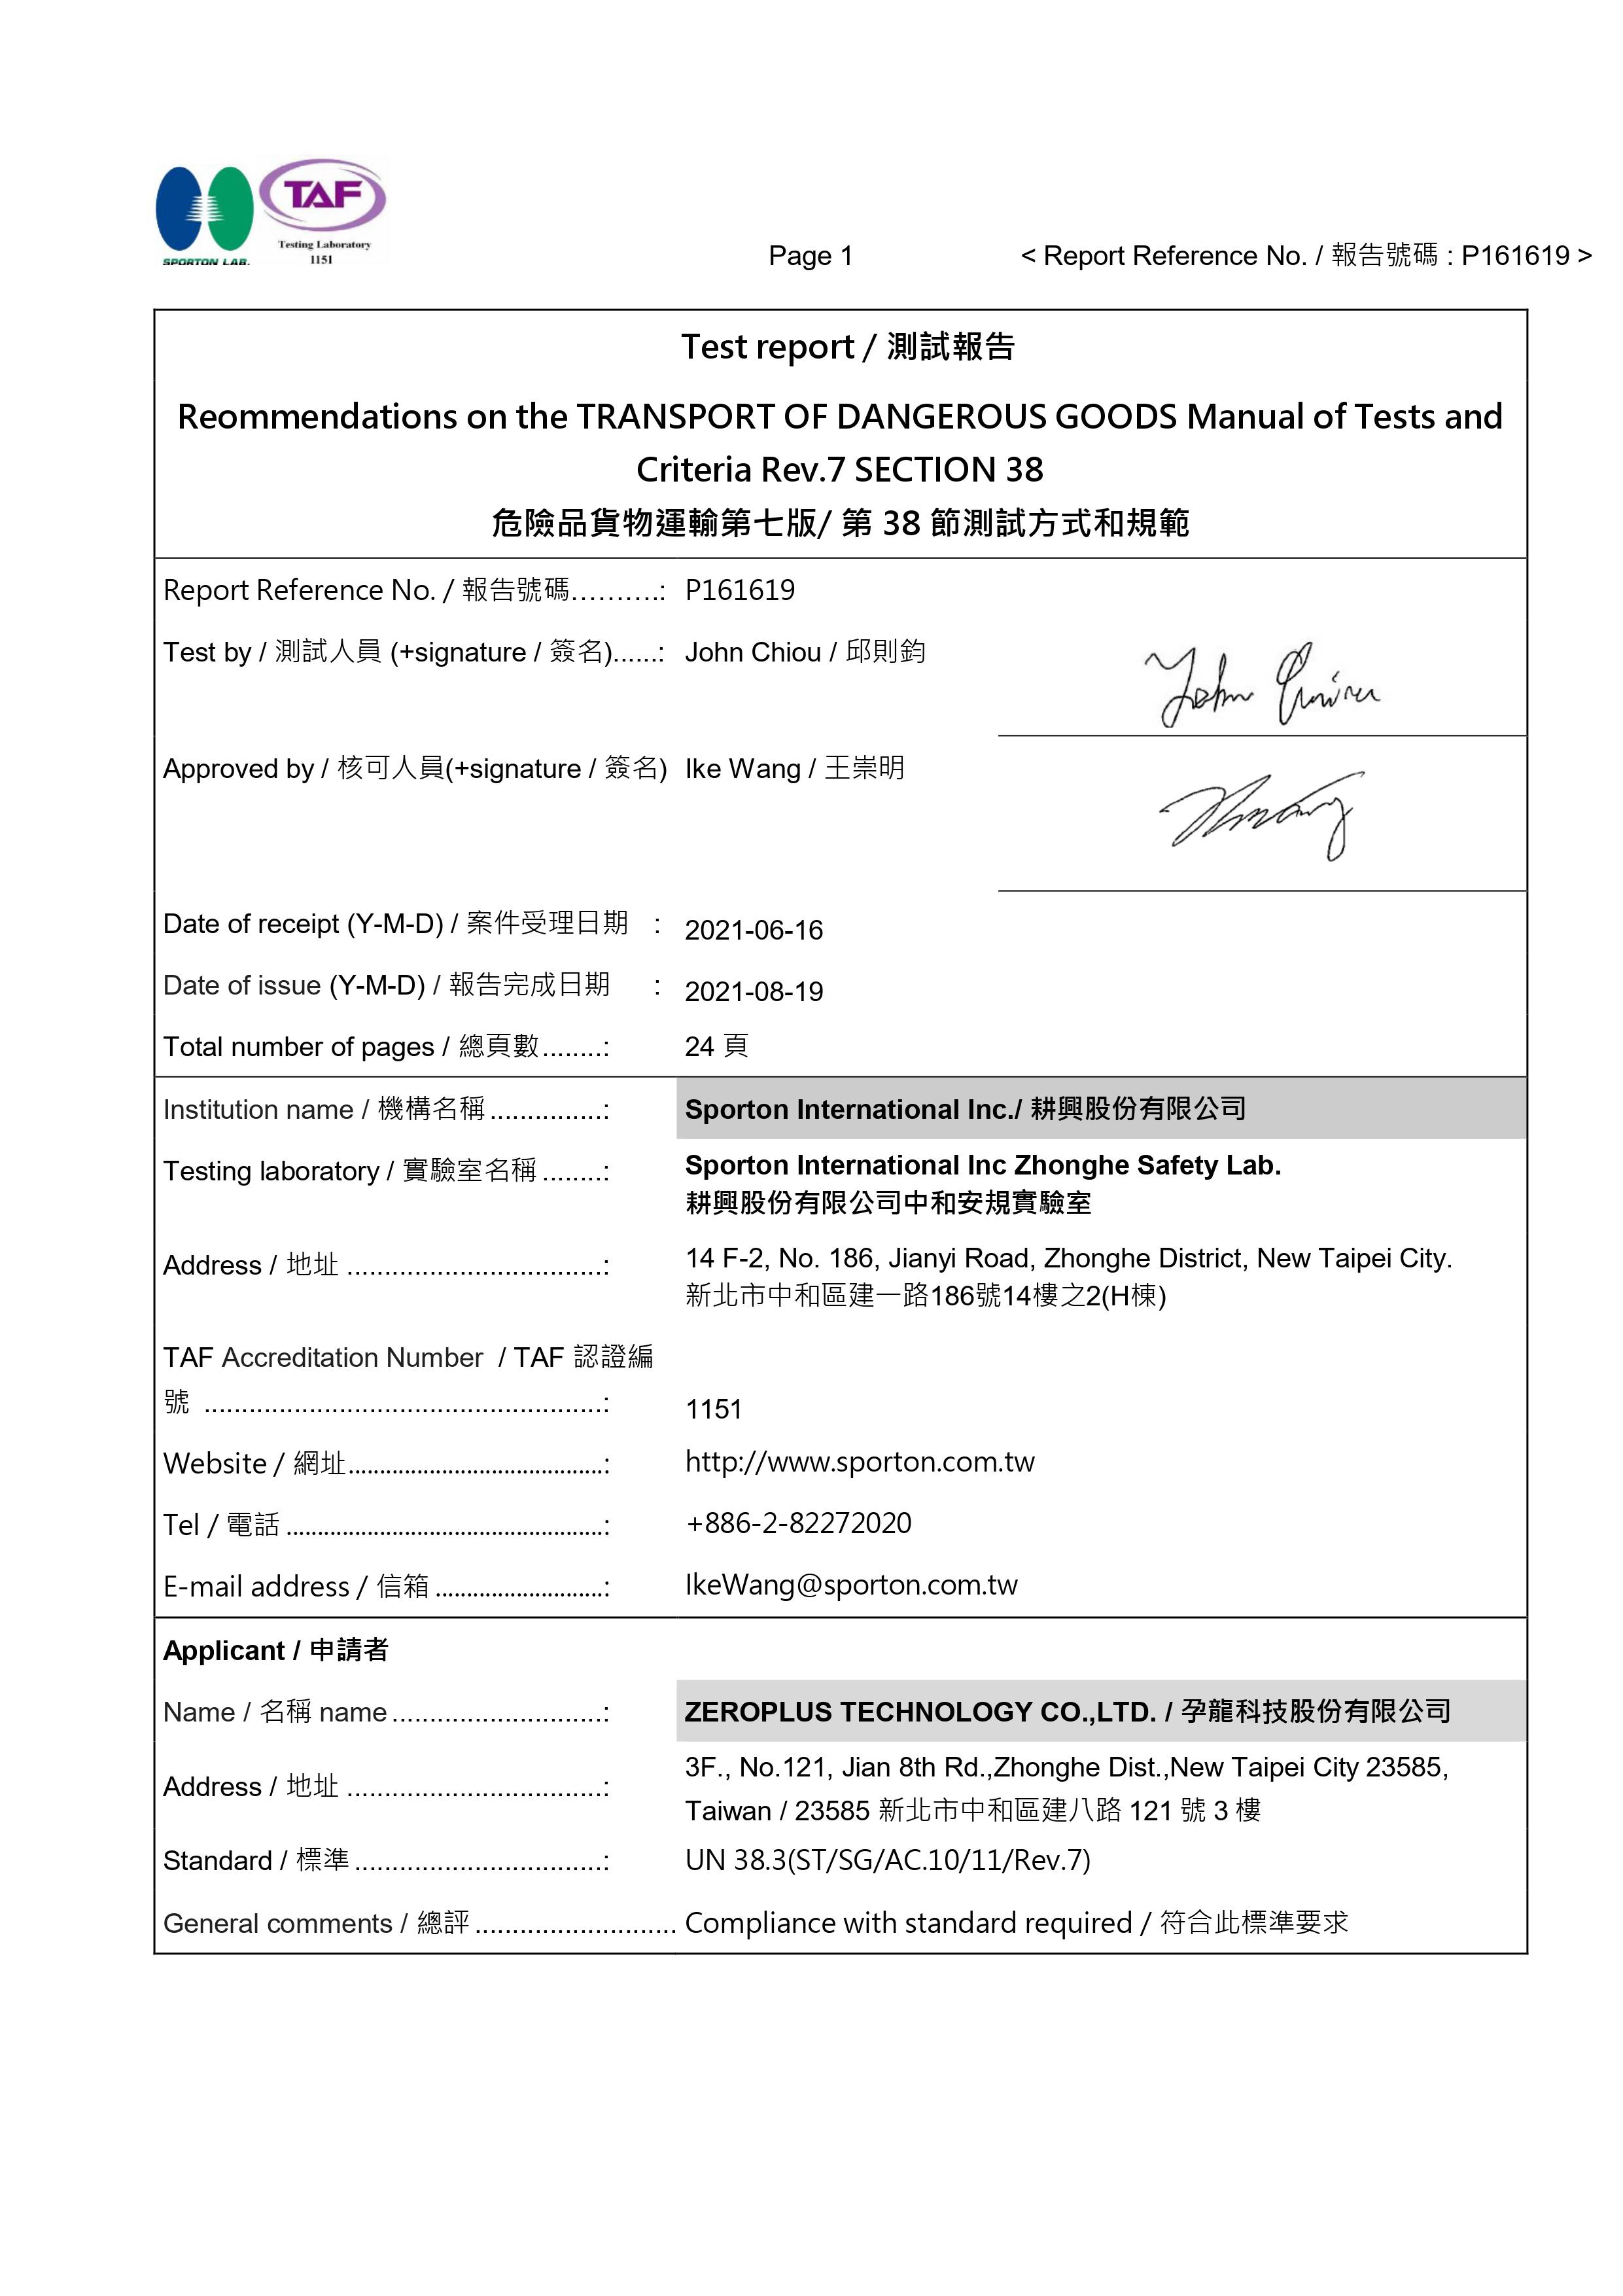 SPORTON LAB.
TAF
Testing Laboratory
1151
Page 1 < Report Reference No. / 報告號碼 : P161619 >
Test report / 測試報告
Reommendations on the TRANSPORT OF DANGEROUS GOODS Manual of Tests and
Criteria Rev.7 SECTION 38
危險品貨物運輸第七版/ 第 38 節測試方式和規範
Report Reference No. / 報告號碼..........: P161619
Test by / 測試人員 (+signature / 簽名)......: John Chiou / 邱則鈞
John Chiou
Approved by / 核可人員(+signature / 簽名) Ike Wang / 王崇明
Date of receipt (Y-M-D) / 案件受理日期 : 2021-06-16
Date of issue (Y-M-D) / 報告完成日期 : 2021-08-19
Total number of pages / 總頁數........: 24 頁
Institution name / 機構名稱...............: Sporton International Inc./ 耕興股份有限公司
Testing laboratory / 實驗室名稱........: Sporton International Inc Zhonghe Safety Lab.
耕興股份有限公司中和安規實驗室
Address / 地址..................................: 14 F-2, No. 186, Jianyi Road, Zhonghe District, New Taipei City.
新北市中和區建一路186號14樓之2(H棟)
TAF Accreditation Number / TAF 認證編
號.....................................................: 1151
Website / 網址........................................: http://www.sporton.com.tw
Tel / 電話..................................................: +886-2-82272020
E-mail address / 信箱...........................: IkeWang@sporton.com.tw
Applicant / 申請者
Name / 名稱 name............................: ZEROPLUS TECHNOLOGY CO.,LTD. / 孕龍科技股份有限公司
Address / 地址..................................: 3F., No.121, Jian 8th Rd.,Zhonghe Dist.,New Taipei City 23585,
Taiwan / 23585 新北市中和區建八路 121 號 3 樓
Standard / 標準.................................: UN 38.3(ST/SG/AC.10/11/Rev.7)
General comments / 總評........................... Compliance with standard required / 符合此標準要求